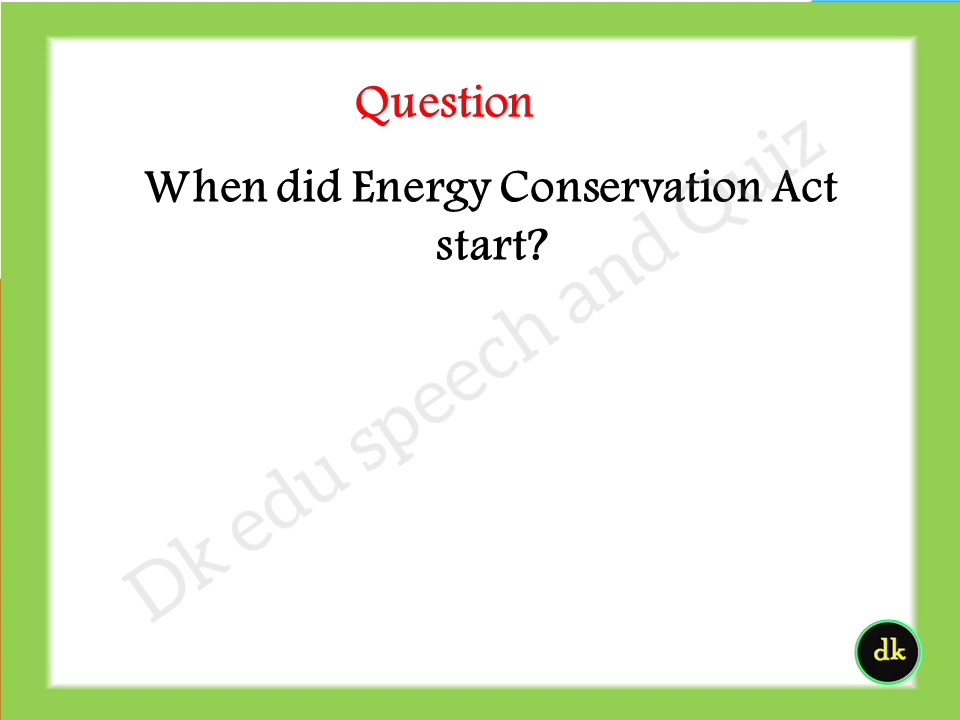 Question
When did Energy Conservation Act
start?
Dk edu speech and Quiz
dk